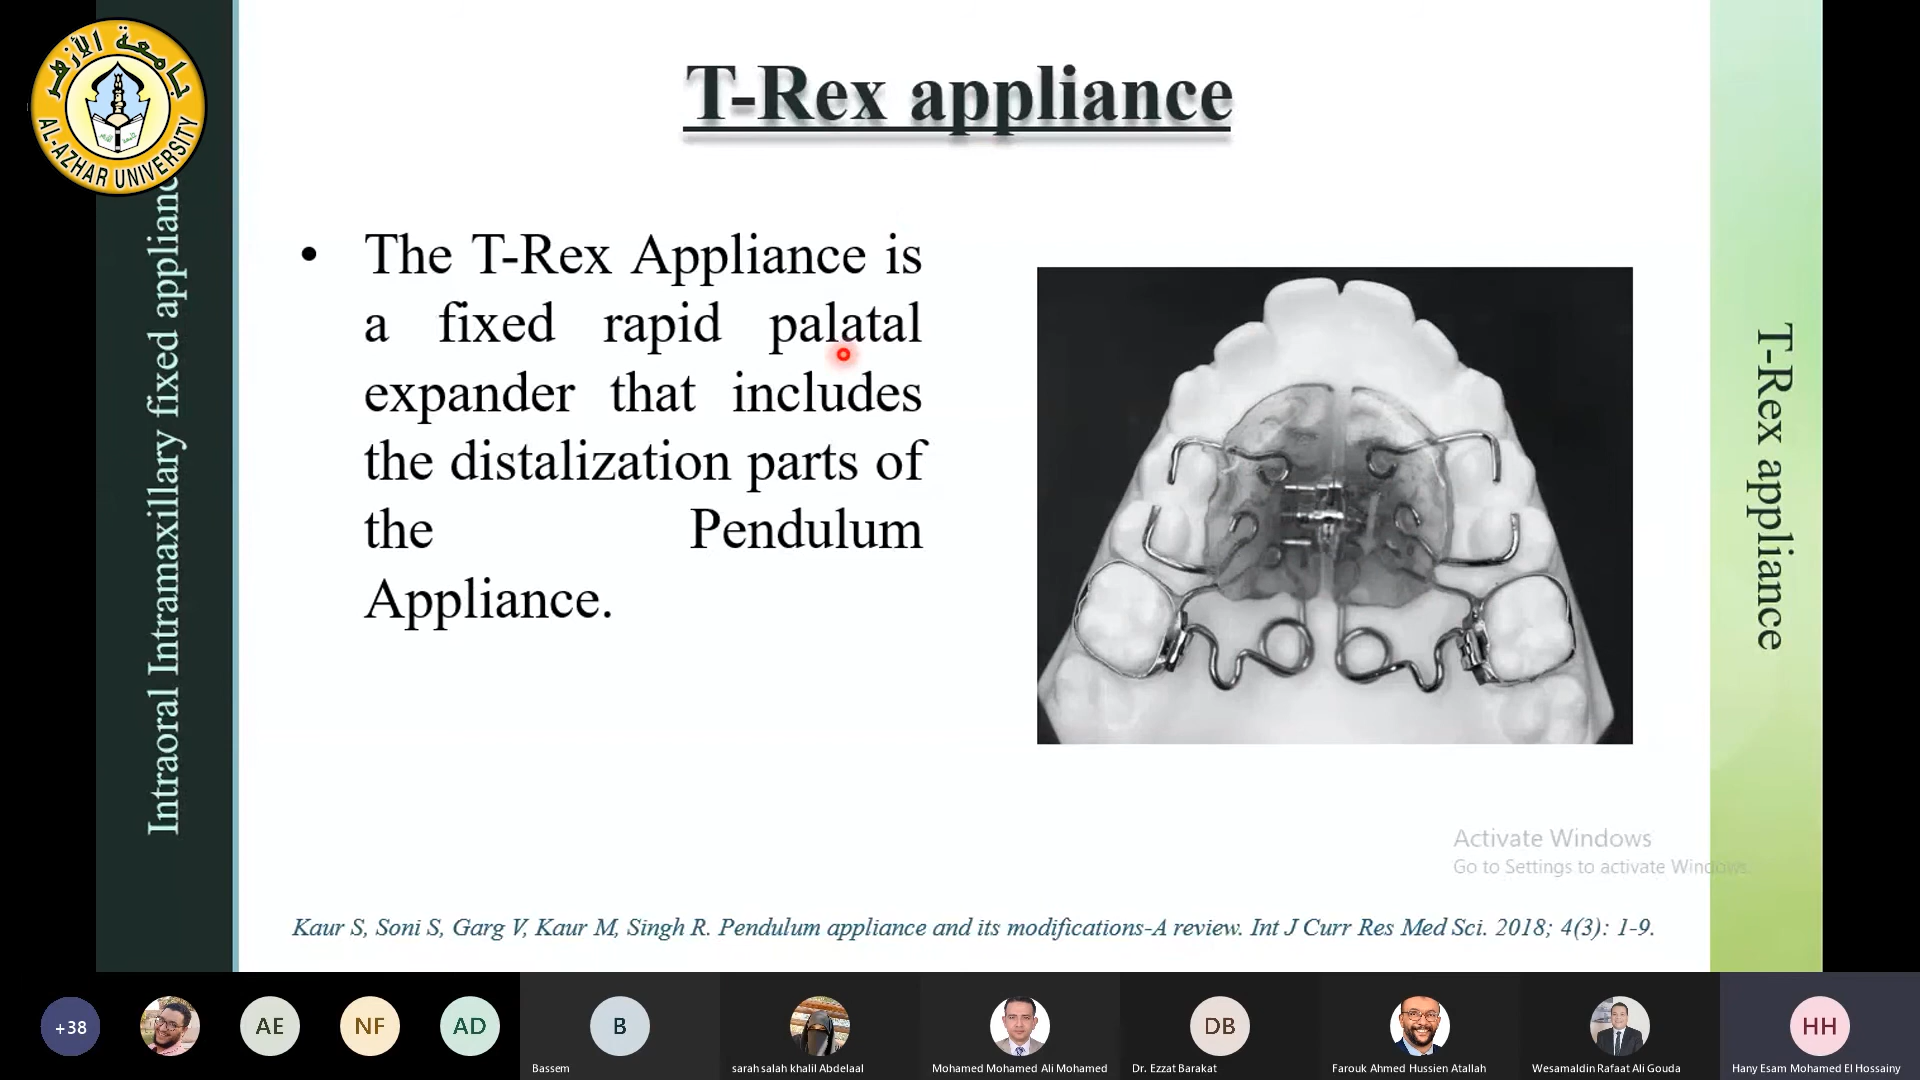 جامعة الأزهر
AL-AZHAR UNIVERSITY
Intraoral Intramaxillary fixed applianc
T-Rex appliance
• The T-Rex Appliance is
a fixed rapid palatal
expander that includes
the distalization parts of
the Pendulum
Appliance.
T-Rex appliance
Activate Windows
Go to Settings to activate Windows.
Kaur S, Soni S, Garg V, Kaur M, Singh R. Pendulum appliance and its modifications-A review. Int J Curr Res Med Sci. 2018; 4(3): 1-9.
+38
AE
NF
AD
B
DB
HH
Bassem
sarah salah khalil Abdelaal
Mohamed Mohamed Ali Mohamed
Dr. Ezzat Barakat
Farouk Ahmed Hussien Atallah
Wesamaldin Rafaat Ali Gouda
Hany Esam Mohamed El Hossainy